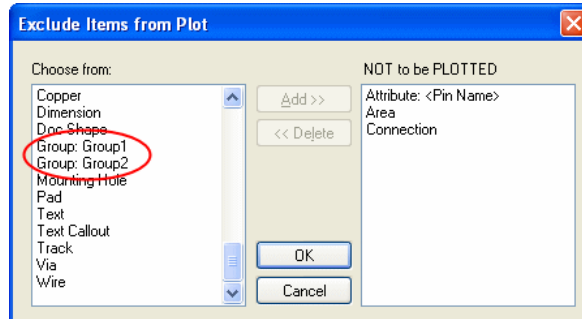 Exclude Items from Plot
Choose from:
Copper
Dimension
Doc Shape
Group: Group1
Group: Group2
Mounting Hole
Pad
Text
Text Callout
Track
Via
Wire
Add >>
<< Delete
OK
Cancel
NOT to be PLOTTED
Attribute: <Pin Name>
Area
Connection